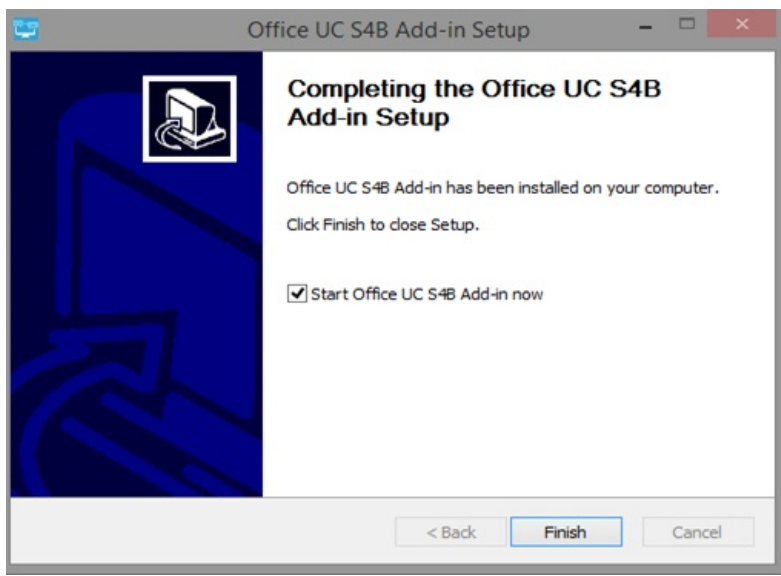 Office UC S4B Add-in Setup
Completing the Office UC S4B
Add-in Setup
Office UC S4B Add-in has been installed on your computer.
Click Finish to close Setup.
Start Office UC S4B Add-in now
< Back
Finish
Cancel